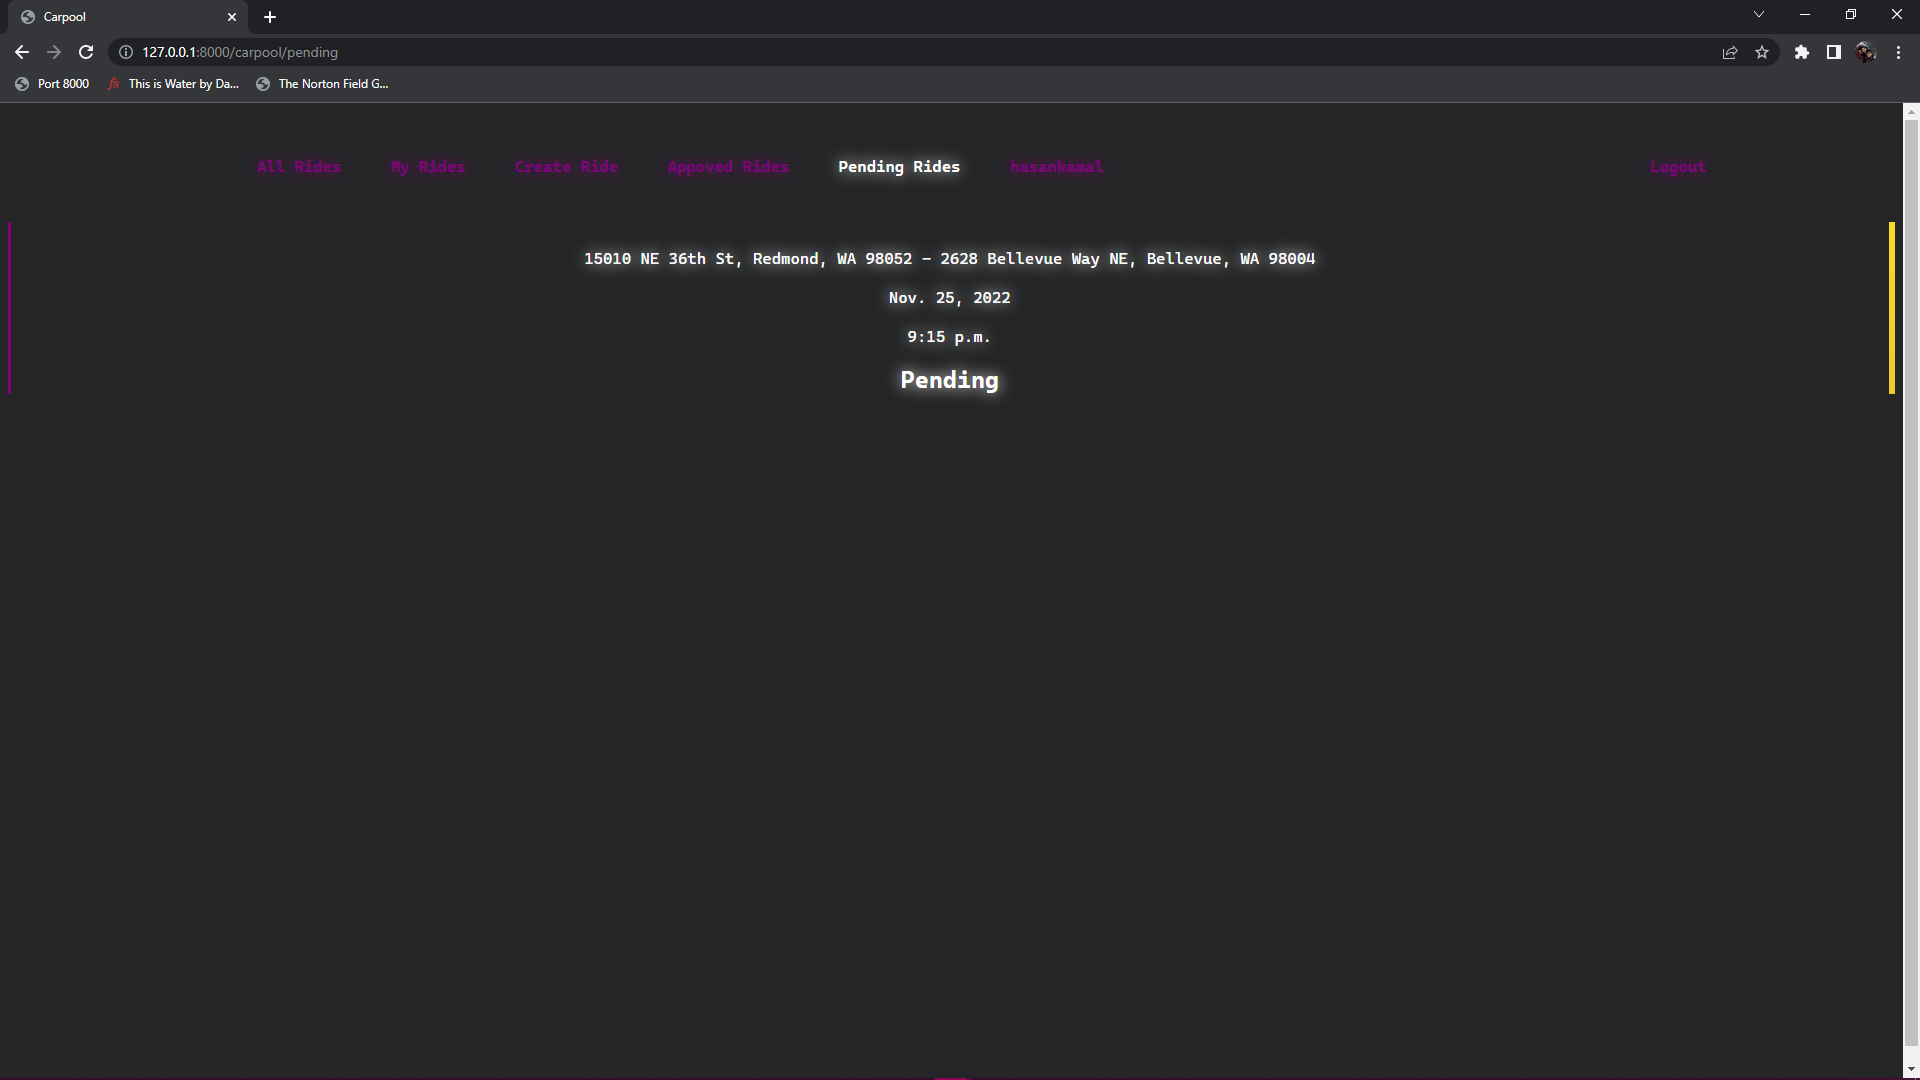 Carpool
127.0.0.1:8000/carpool/pending
Port 8000 This is Water by Da... The Norton Field G...
All Rides My Rides Create Ride Appoved Rides Pending Rides hasankamal Logout
15010 NE 36th St, Redmond, WA 98052 - 2628 Bellevue Way NE, Bellevue, WA 98004
Nov. 25, 2022
9:15 p.m.
Pending